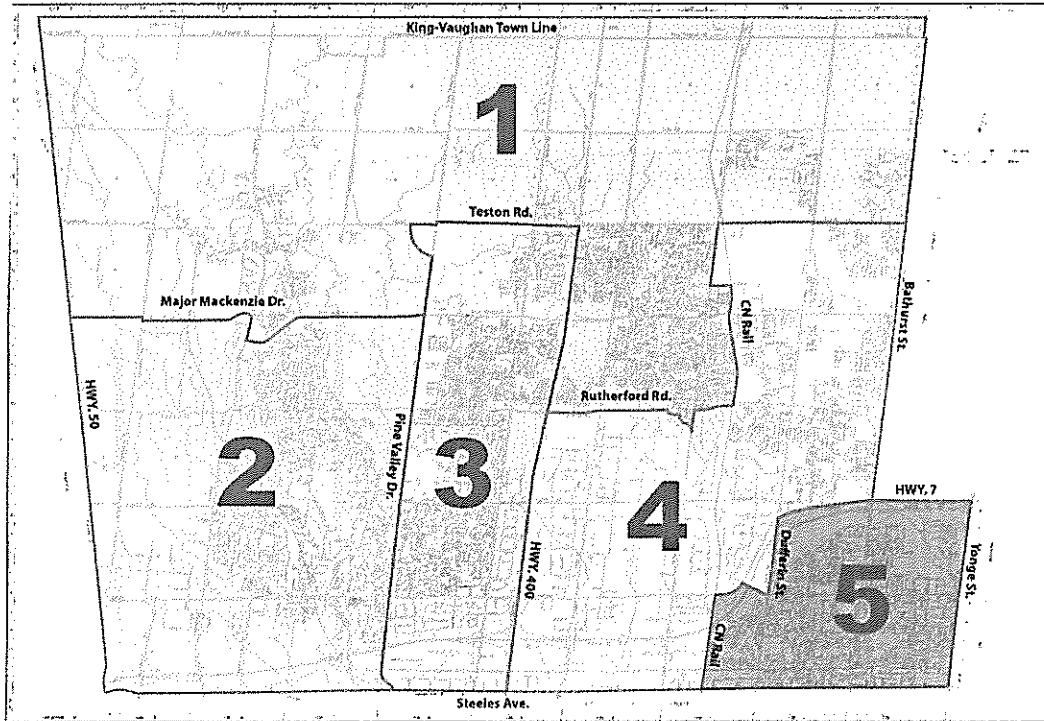 King-Vaughan Town Line
1
Teston Rd.
Major Mackenzie Dr.
Bathurst St.
CN Rail
HWY. 50
Rutherford Rd.
Pine Valley Dr.
2
3
4
HWY. 7
HWY. 400
Dufferin St.
5
Yonge St.
CN Rail
Steeles Ave.